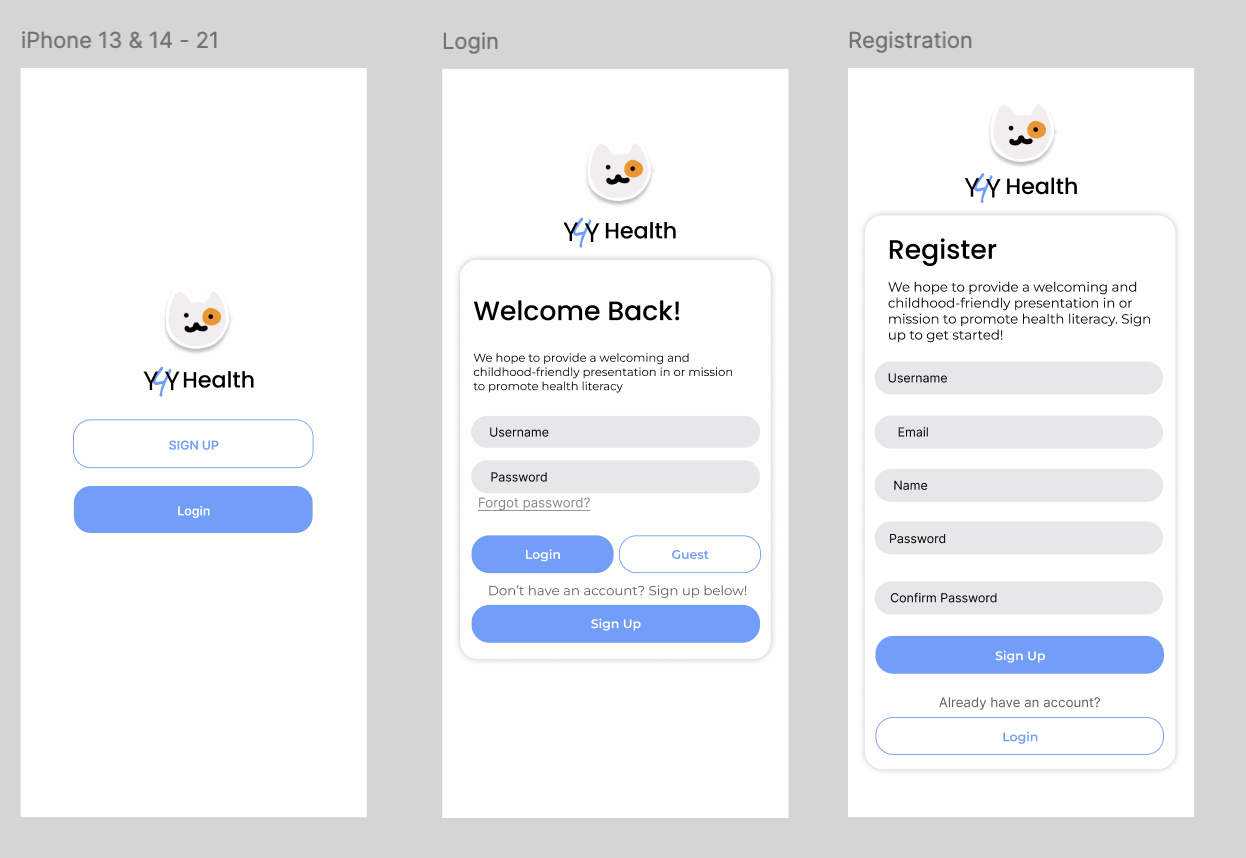 iPhone 13 & 14 - 21
Y4Y Health
SIGN UP
Login
Login
Y4Y Health
Welcome Back!
We hope to provide a welcoming and
childhood-friendly presentation in or mission
to promote health literacy
Username
Password
Forgot password?
Login
Guest
Don't have an account? Sign up below!
Sign Up
Registration
Y4Y Health
Register
We hope to provide a welcoming and
childhood-friendly presentation in or
mission to promote health literacy. Sign
up to get started!
Username
Email
Name
Password
Confirm Password
Sign Up
Already have an account?
Login